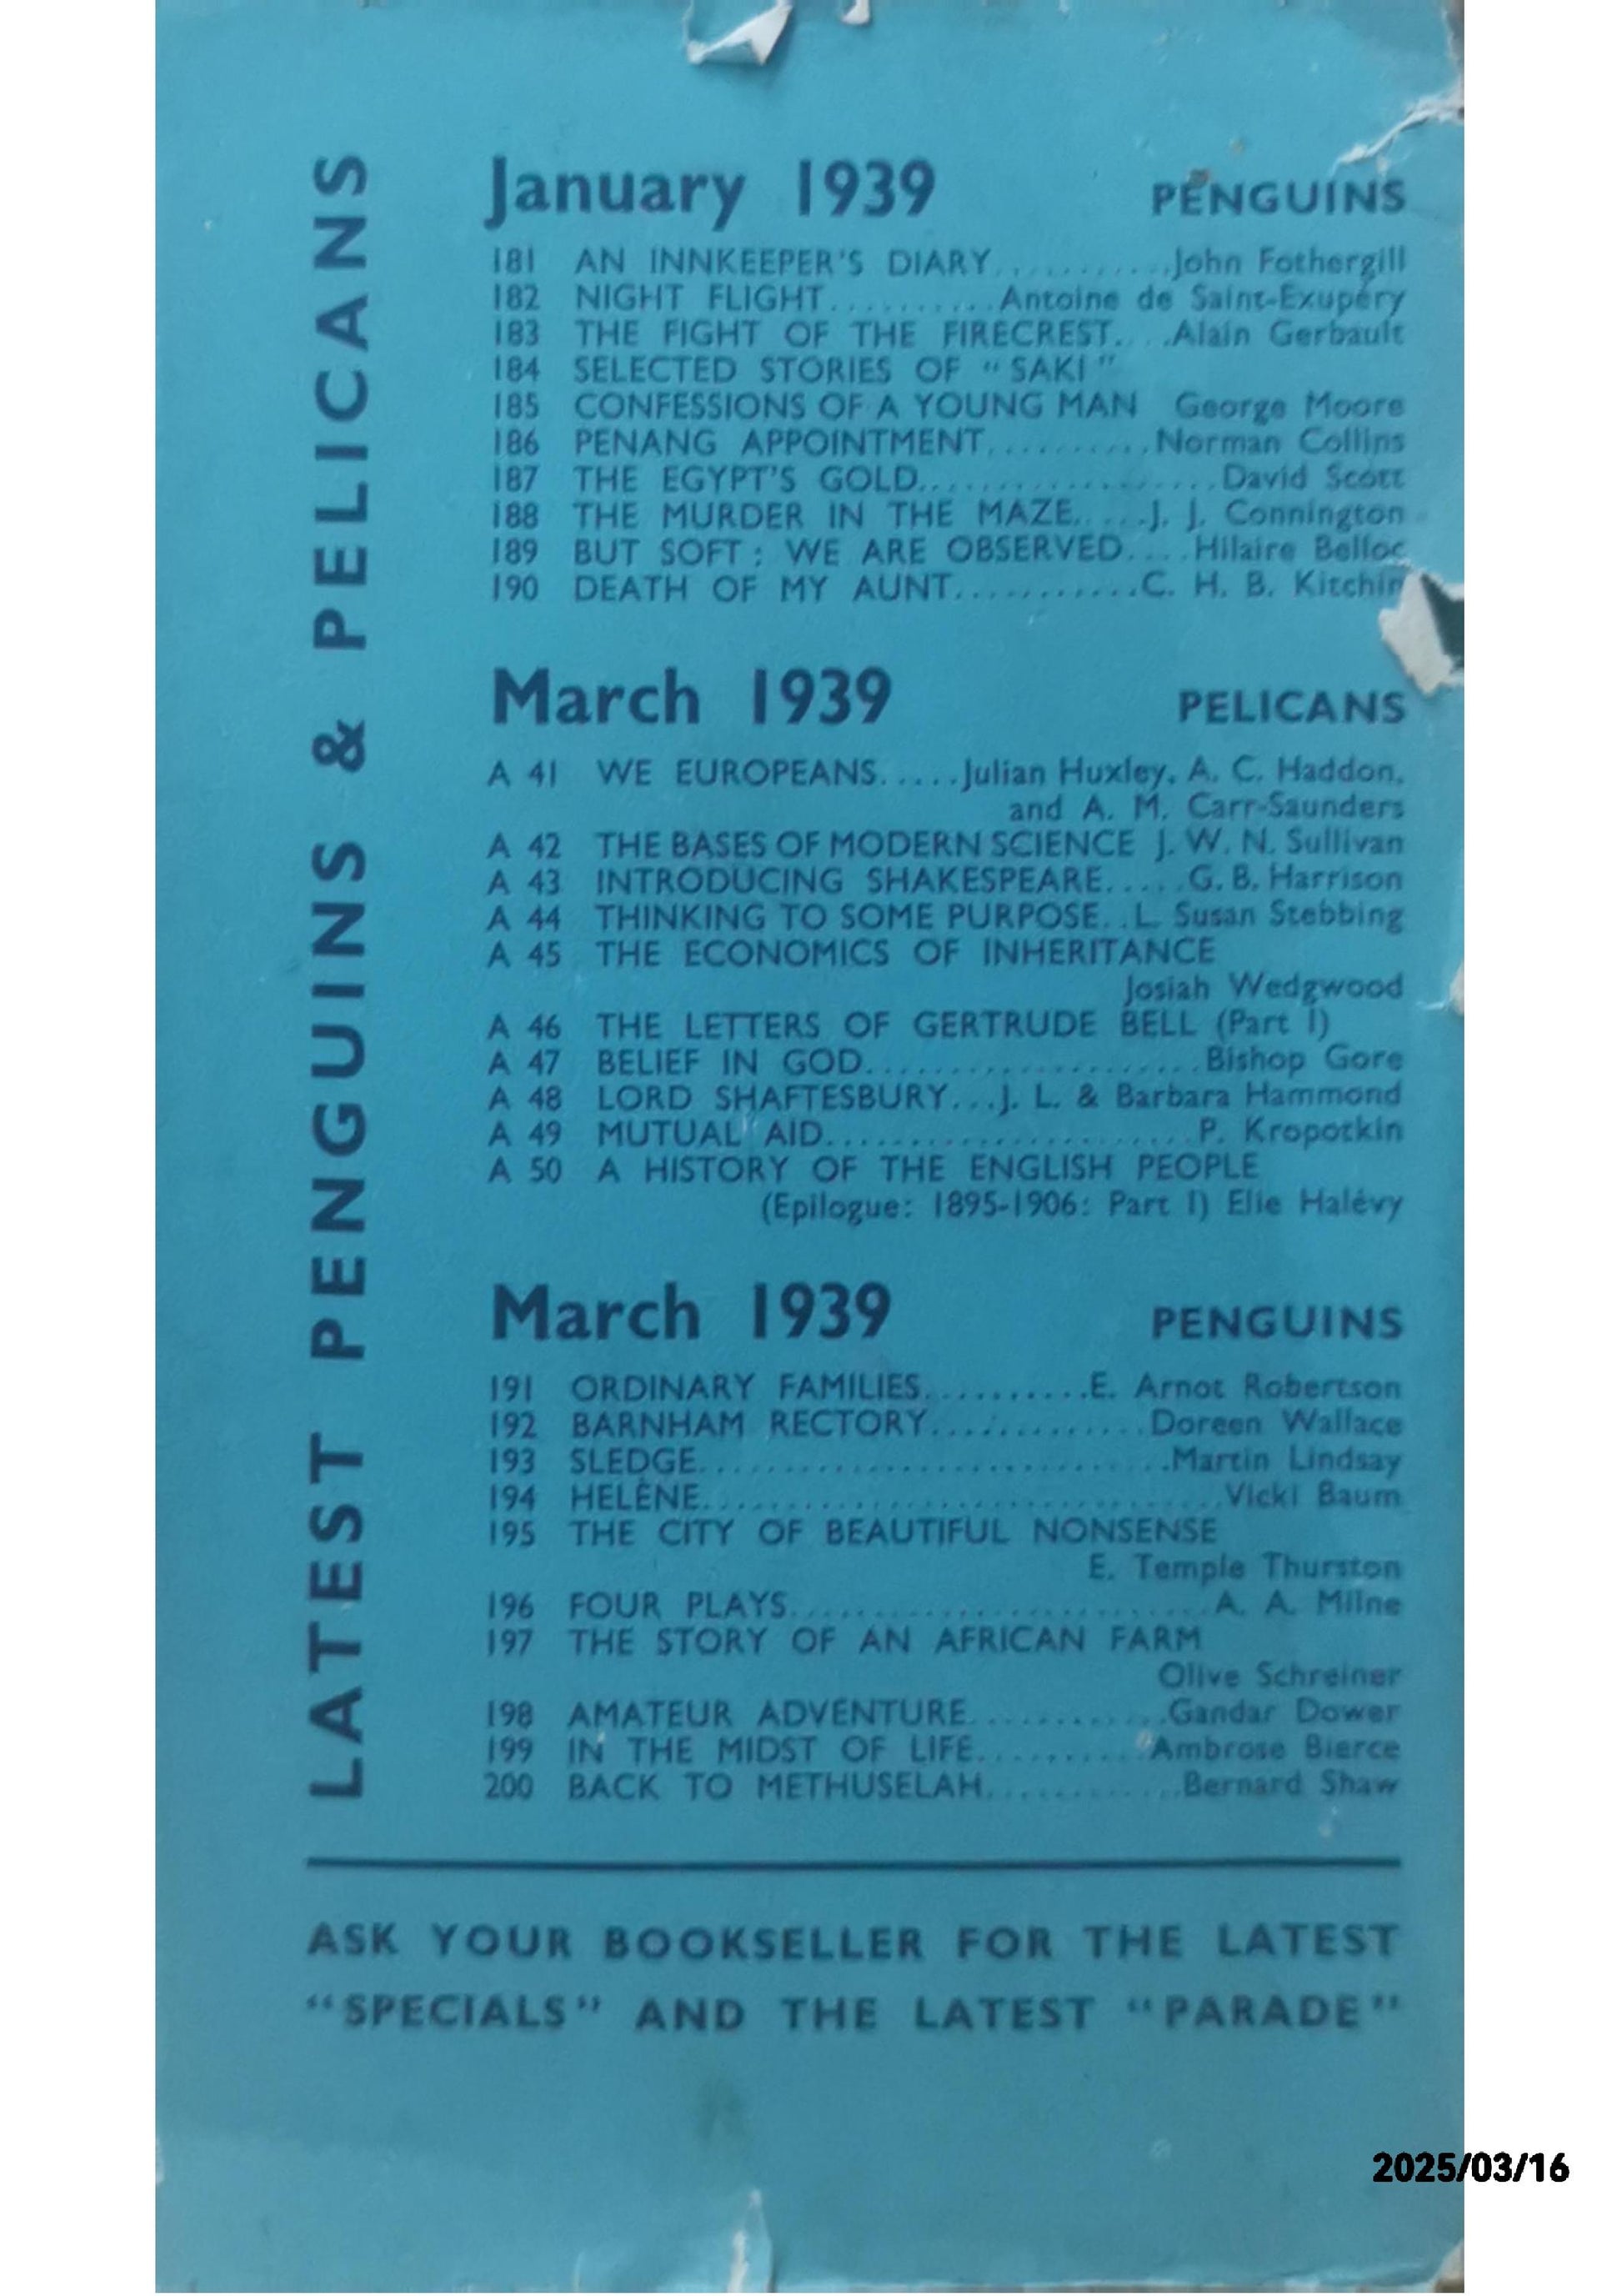 LATEST PENGUINS & PELICANS
January 1939 PENGUINS
181 AN INNKEEPER'S DIARY...........John Fothergill
182 NIGHT FLIGHT..........Antoine de Saint-Exupéry
183 THE FIGHT OF THE FIRECREST....Alain Gerbault
184 SELECTED STORIES OF "SAKI"
185 CONFESSIONS OF A YOUNG MAN George Moore
186 PENANG APPOINTMENT..........Norman Collins
187 THE EGYPT'S GOLD..................David Scott
188 THE MURDER IN THE MAZE.....J. J. Connington
189 BUT SOFT: WE ARE OBSERVED....Hilaire Belloc
190 DEATH OF MY AUNT...........C. H. B. Kitchin
March 1939 PELICANS
A 41 WE EUROPEANS.....Julian Huxley, A. C. Haddon,
and A. M. Carr-Saunders
A 42 THE BASES OF MODERN SCIENCE J. W. N. Sullivan
A 43 INTRODUCING SHAKESPEARE.....G. B. Harrison
A 44 THINKING TO SOME PURPOSE..L. Susan Stebbing
A 45 THE ECONOMICS OF INHERITANCE
Josiah Wedgwood
A 46 THE LETTERS OF GERTRUDE BELL (Part I)
A 47 BELIEF IN GOD....................Bishop Gore
A 48 LORD SHAFTESBURY...J. L. & Barbara Hammond
A 49 MUTUAL AID......................P. Kropotkin
A 50 A HISTORY OF THE ENGLISH PEOPLE
(Epilogue: 1895-1906: Part I) Elie Halévy
March 1939 PENGUINS
191 ORDINARY FAMILIES..........E. Arnot Robertson
192 BARNHAM RECTORY.............Doreen Wallace
193 SLEDGE............................Martin Lindsay
194 HELÈNE...............................Vicki Baum
195 THE CITY OF BEAUTIFUL NONSENSE
E. Temple Thurston
196 FOUR PLAYS.........................A. A. Milne
197 THE STORY OF AN AFRICAN FARM
Olive Schreiner
198 AMATEUR ADVENTURE............Gandar Dower
199 IN THE MIDST OF LIFE..........Ambrose Bierce
200 BACK TO METHUSELAH............Bernard Shaw
ASK YOUR BOOKSELLER FOR THE LATEST
"SPECIALS" AND THE LATEST "PARADE"
2025/03/16